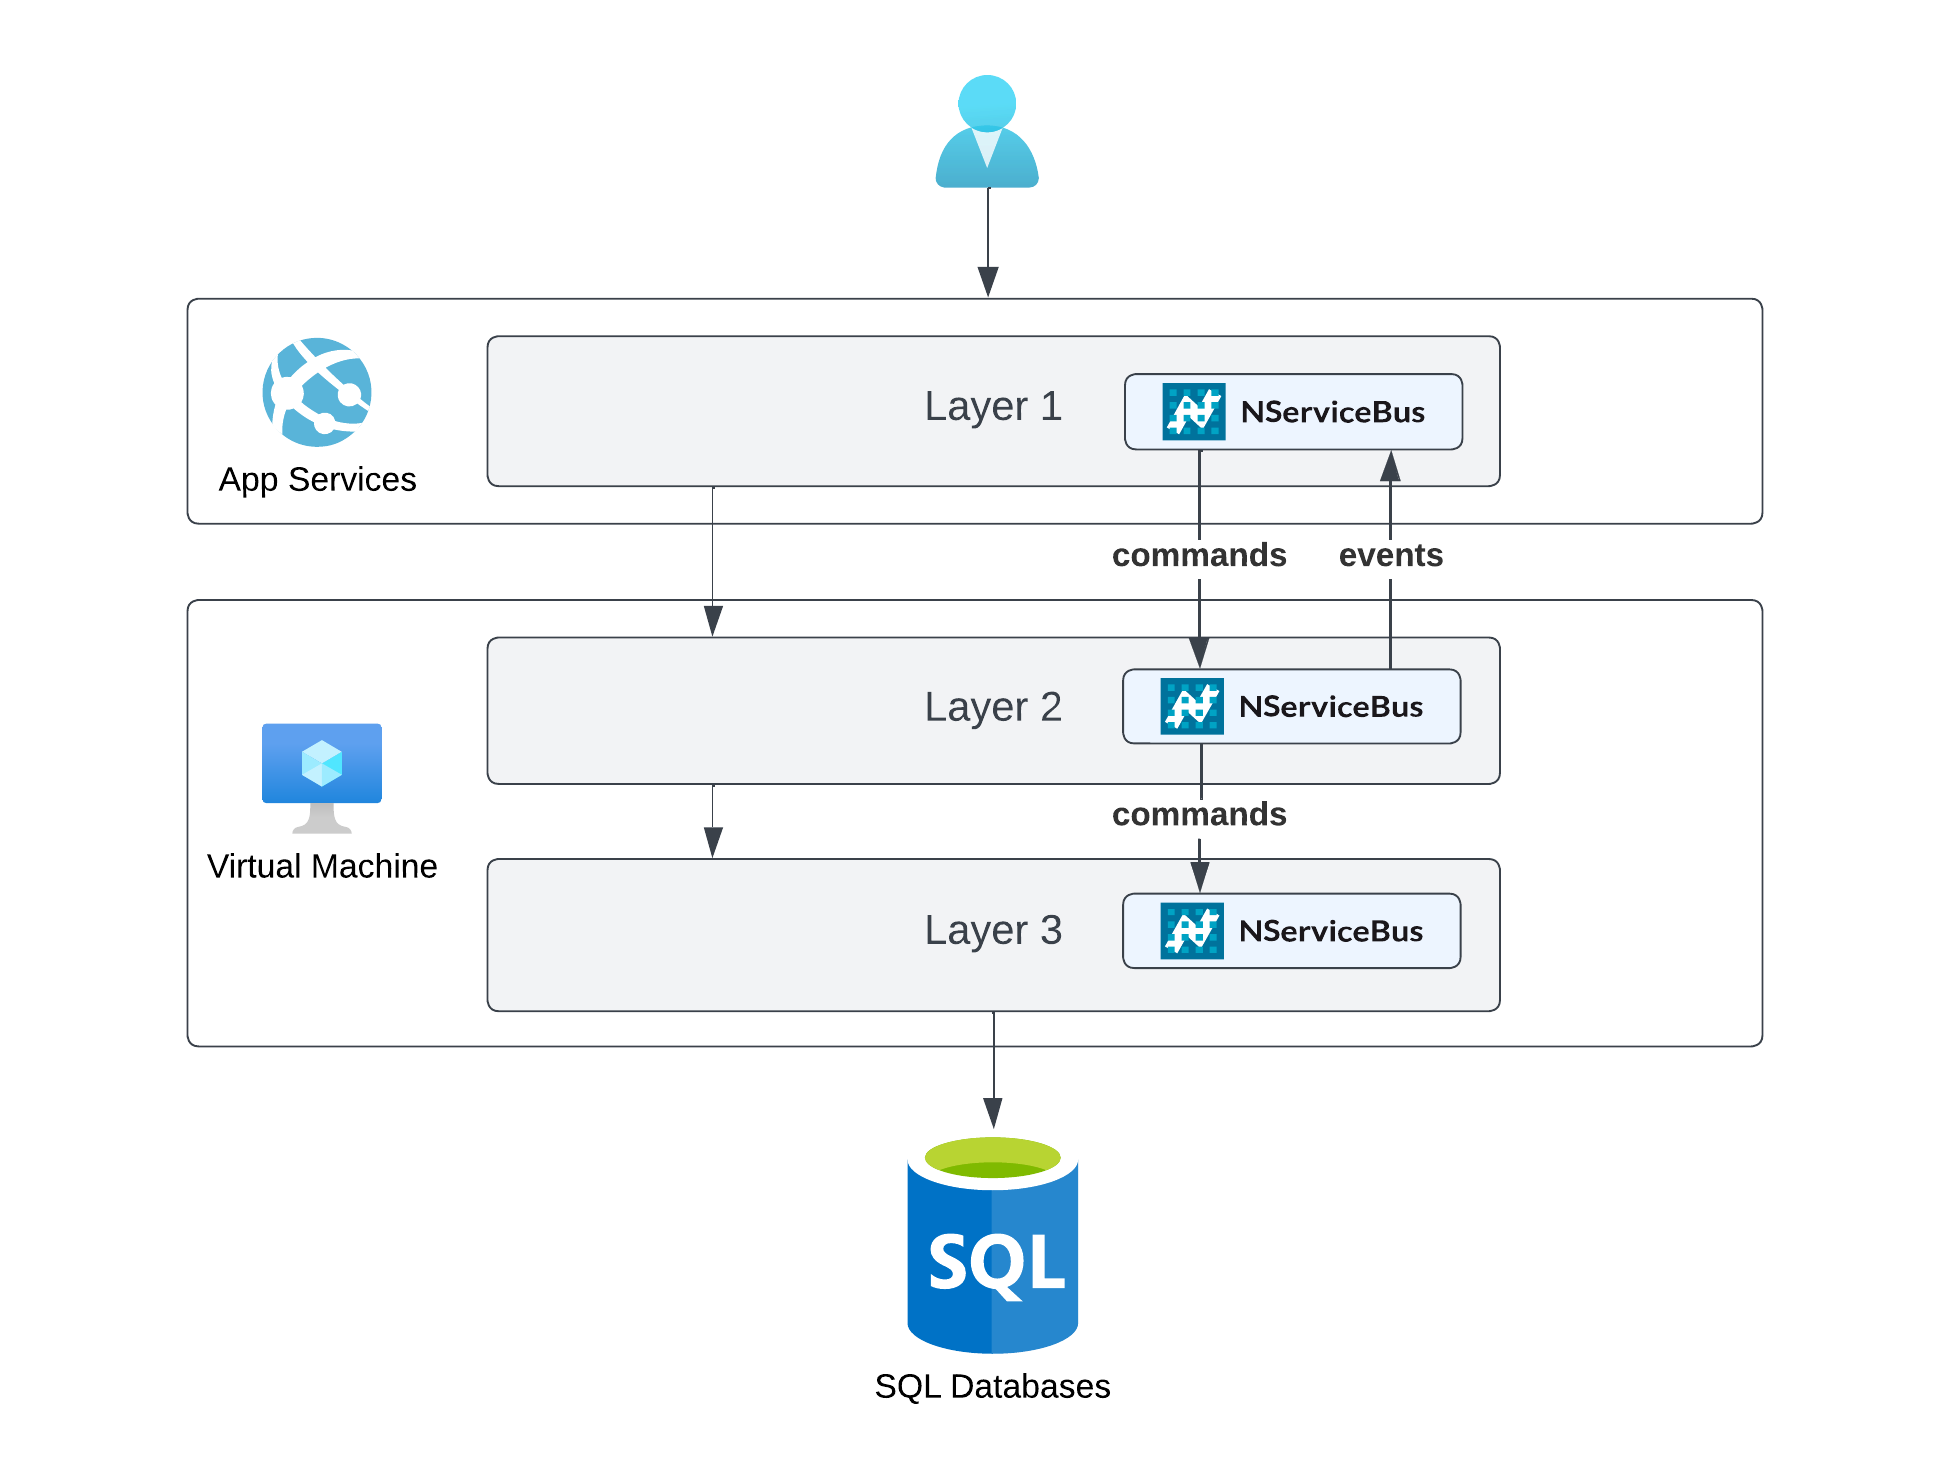 App Services
Layer 1
NServiceBus
commands
events
Virtual Machine
Layer 2
NServiceBus
commands
Layer 3
NServiceBus
SQL
SQL Databases